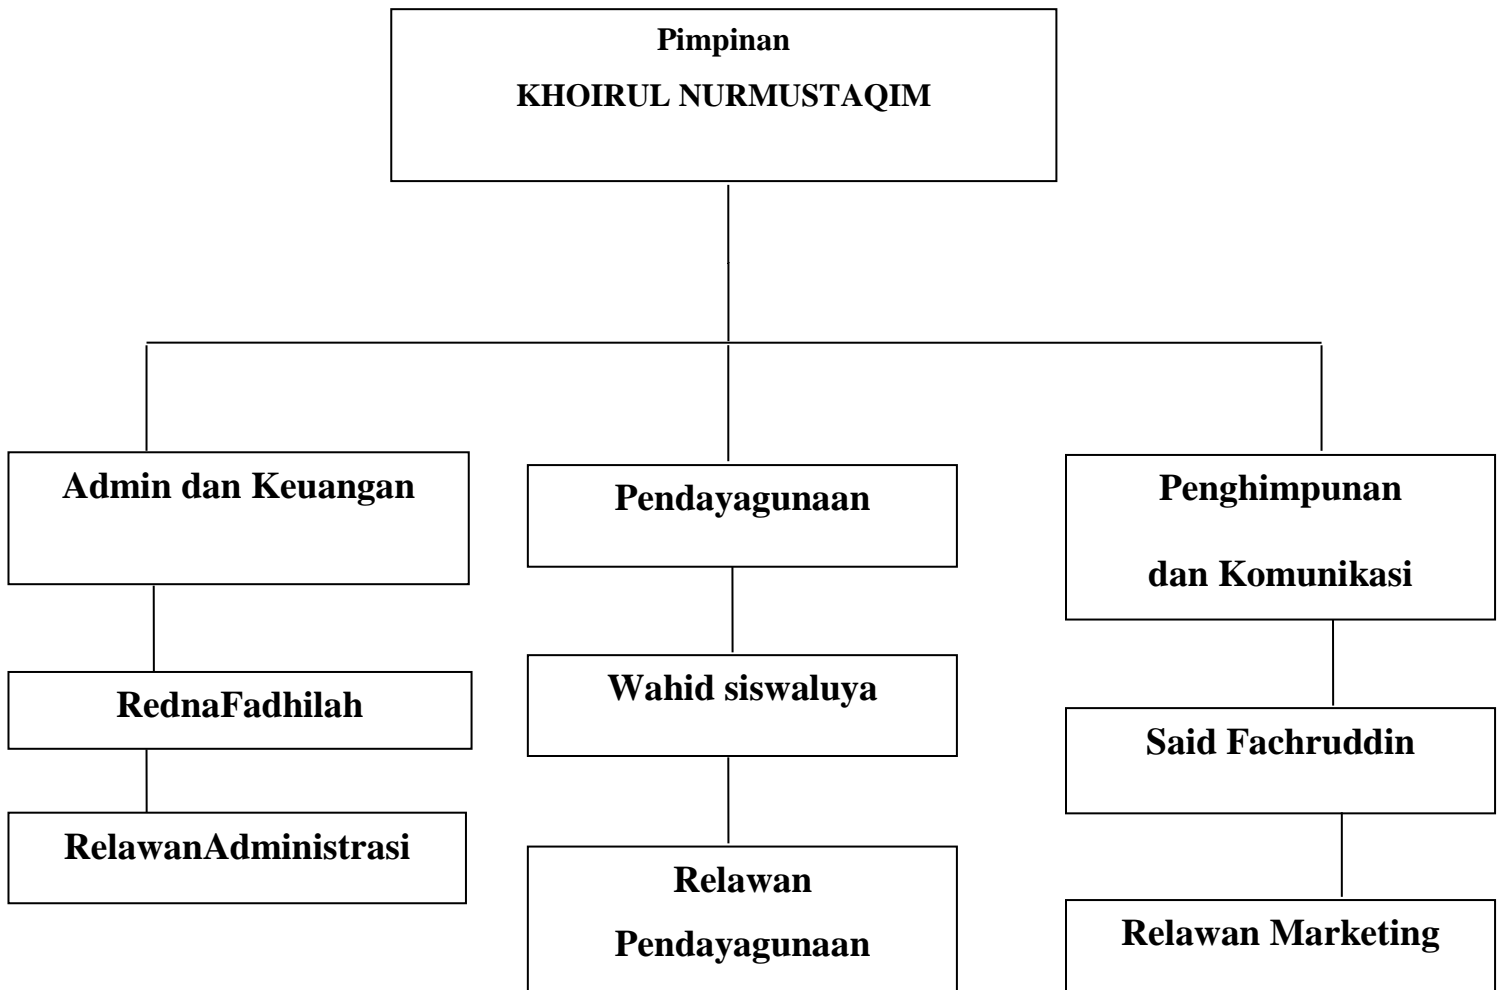 Pimpinan
KHOIRUL NURMUSTAQIM
Admin dan Keuangan
RednaFadhilah
RelawanAdministrasi
Pendayagunaan
Wahid siswaluya
Relawan
Pendayagunaan
Penghimpunan
dan Komunikasi
Said Fachruddin
Relawan Marketing